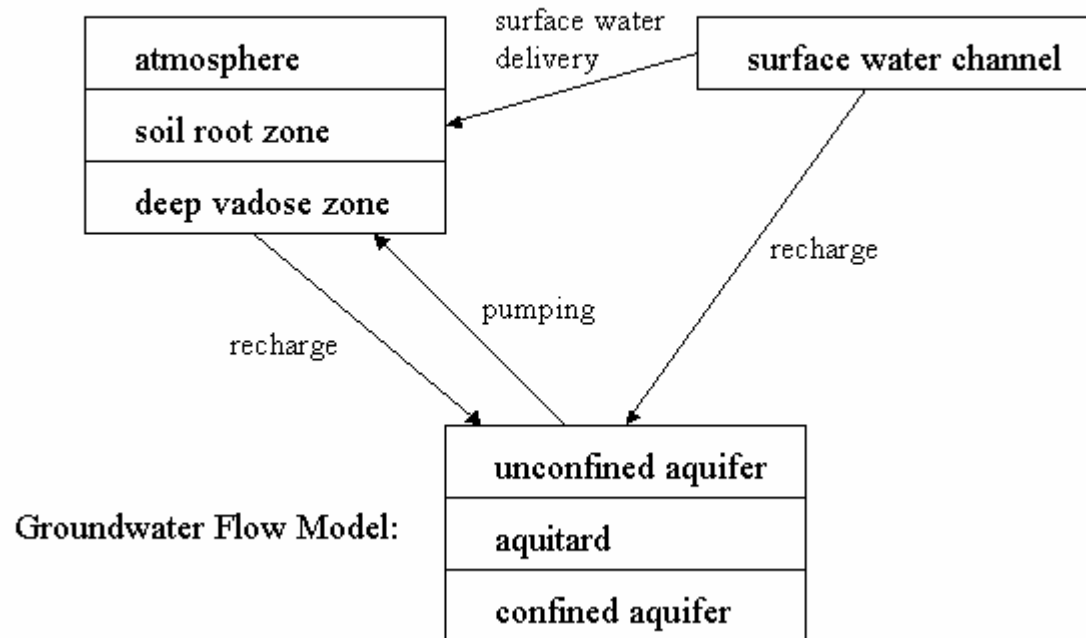 surface water
delivery
atmosphere
surface water channel
soil root zone
deep vadose zone
recharge
pumping
recharge
unconfined aquifer
Groundwater Flow Model:
aquitard
confined aquifer